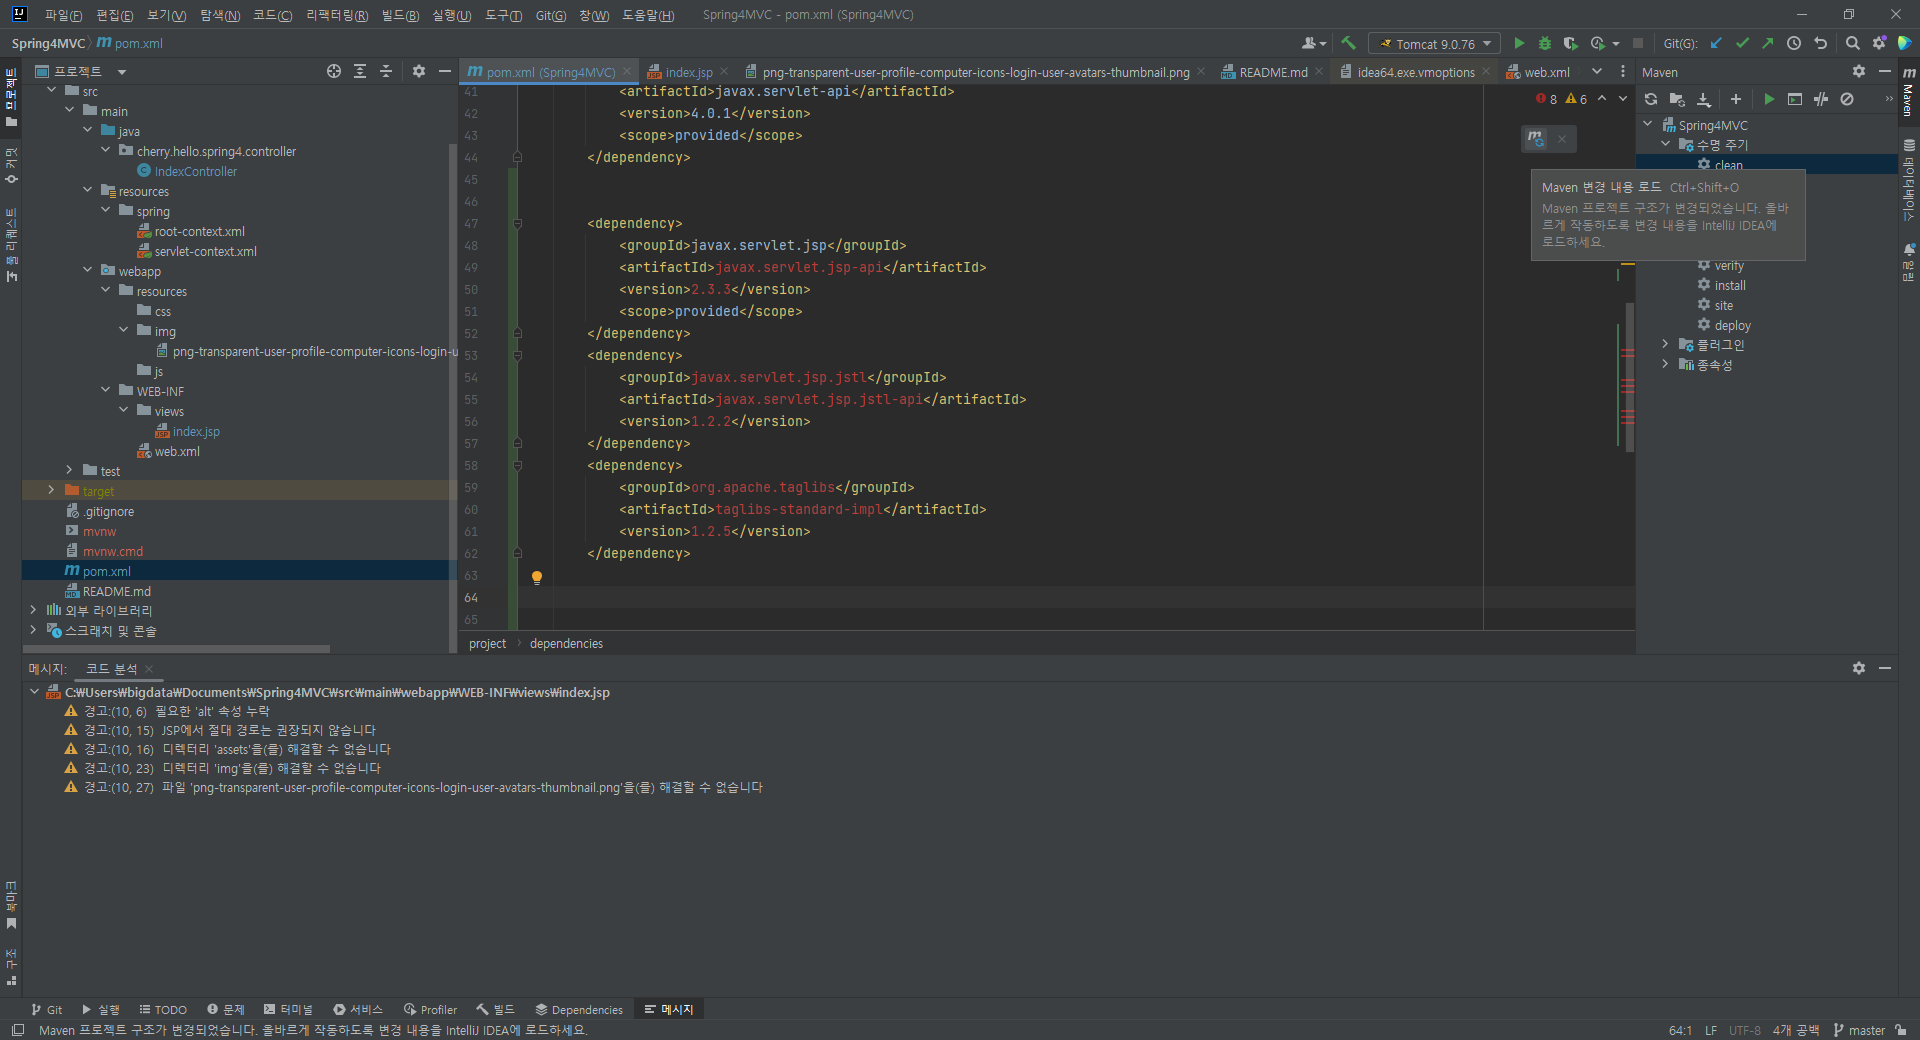 파일(F) 편집(E) 보기(V) 탐색(N) 코드(C) 리팩터링(R) 빌드(B) 실행(U) 도구(T) Git(G) 창(W) 도움말(H) Spring4MVC - pom.xml (Spring4MVC)
Spring4MVC pom.xml
Tomcat 9.0.76
Git(G):
프로젝트
pom.xml (Spring4MVC)
index.jsp
png-transparent-user-profile-computer-icons-login-user-avatars-thumbnail.png
README.md
idea64.exe.vmoptions
web.xml
Maven
프로젝트
커밋
풀 리퀘스트
북마크
구조
src
main
java
cherry.hello.spring4.controller
IndexController
resources
spring
root-context.xml
servlet-context.xml
webapp
resources
css
img
png-transparent-user-profile-computer-icons-login-u
js
WEB-INF
views
index.jsp
web.xml
test
target
.gitignore
mvnw
mvnw.cmd
pom.xml
README.md
외부 라이브러리
스크래치 및 콘솔
41 <artifactId>javax.servlet-api</artifactId>
42 <version>4.0.1</version>
43 <scope>provided</scope>
44 </dependency>
45
46
47 <dependency>
48 <groupId>javax.servlet.jsp</groupId>
49 <artifactId>javax.servlet.jsp-api</artifactId>
50 <version>2.3.3</version>
51 <scope>provided</scope>
52 </dependency>
53 <dependency>
54 <groupId>javax.servlet.jsp.jstl</groupId>
55 <artifactId>javax.servlet.jsp.jstl-api</artifactId>
56 <version>1.2.2</version>
57 </dependency>
58 <dependency>
59 <groupId>org.apache.taglibs</groupId>
60 <artifactId>taglibs-standard-impl</artifactId>
61 <version>1.2.5</version>
62 </dependency>
63
64
65
8 6
project dependencies
Spring4MVC
수명 주기
clean
Maven 변경 내용 로드 Ctrl+Shift+O
Maven 프로젝트 구조가 변경되었습니다. 올바
르게 작동하도록 변경 내용을 IntelliJ IDEA에
로드하세요.
verify
install
site
deploy
플러그인
종속성
Maven
데이터베이스
알림
메시지: 코드 분석
C:₩Users₩bigdata₩Documents₩Spring4MVC₩src₩main₩webapp₩WEB-INF₩views₩index.jsp
경고:(10, 6) 필요한 'alt' 속성 누락
경고:(10, 15) JSP에서 절대 경로는 권장되지 않습니다
경고:(10, 16) 디렉터리 'assets'을(를) 해결할 수 없습니다
경고:(10, 23) 디렉터리 'img'을(를) 해결할 수 없습니다
경고:(10, 27) 파일 'png-transparent-user-profile-computer-icons-login-user-avatars-thumbnail.png'을(를) 해결할 수 없습니다
Git 실행 TODO 문제 터미널 서비스 Profiler 빌드 Dependencies 메시지
Maven 프로젝트 구조가 변경되었습니다. 올바르게 작동하도록 변경 내용을 IntelliJ IDEA에 로드하세요.
64:1 LF UTF-8 4개 공백 master